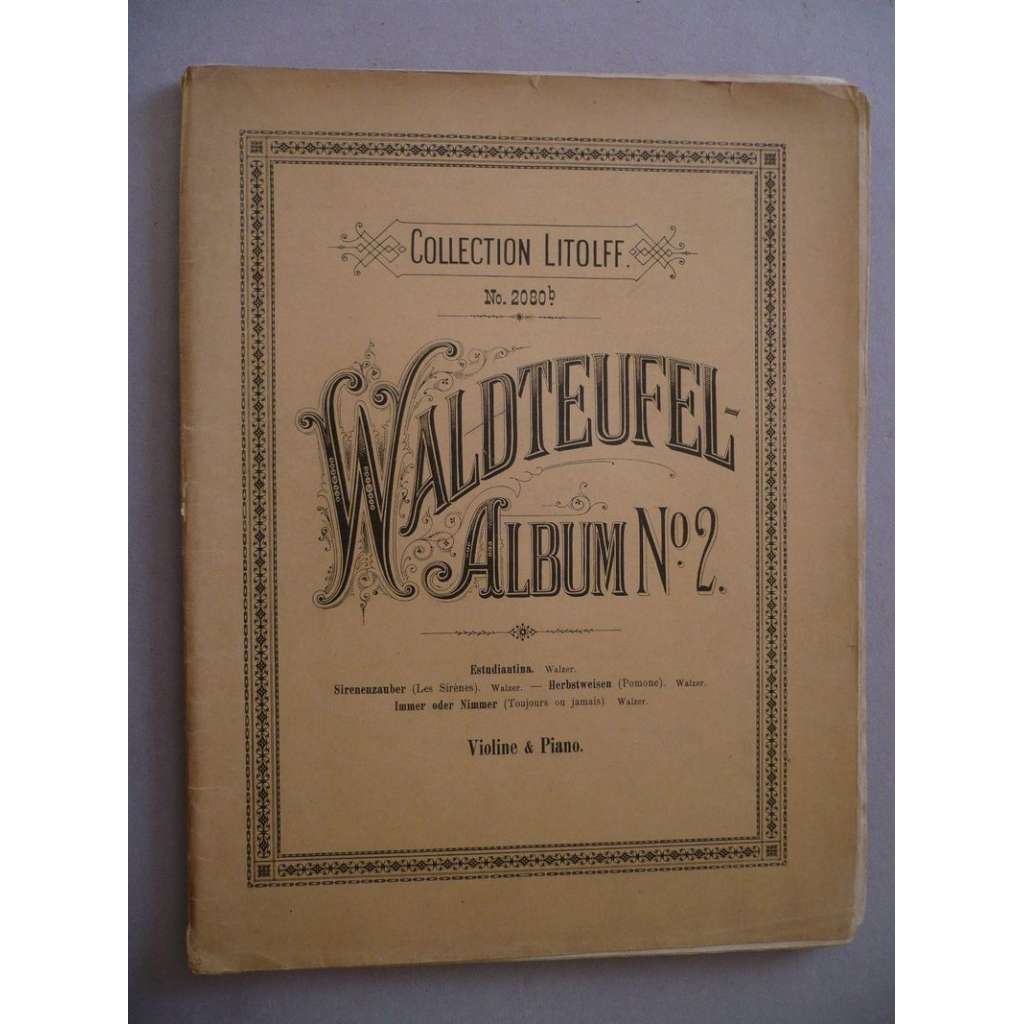 COLLECTION LITOLFF.
No. 2080b.
WALDTEUFEL-
ALBUM No. 2.
Estudiantina. Walzer.
Sirenenzauber (Les Sirènes). Walzer. — Herbstweisen (Pomone). Walzer.
Immer oder Nimmer (Toujours ou jamais) Walzer.
Violine & Piano.